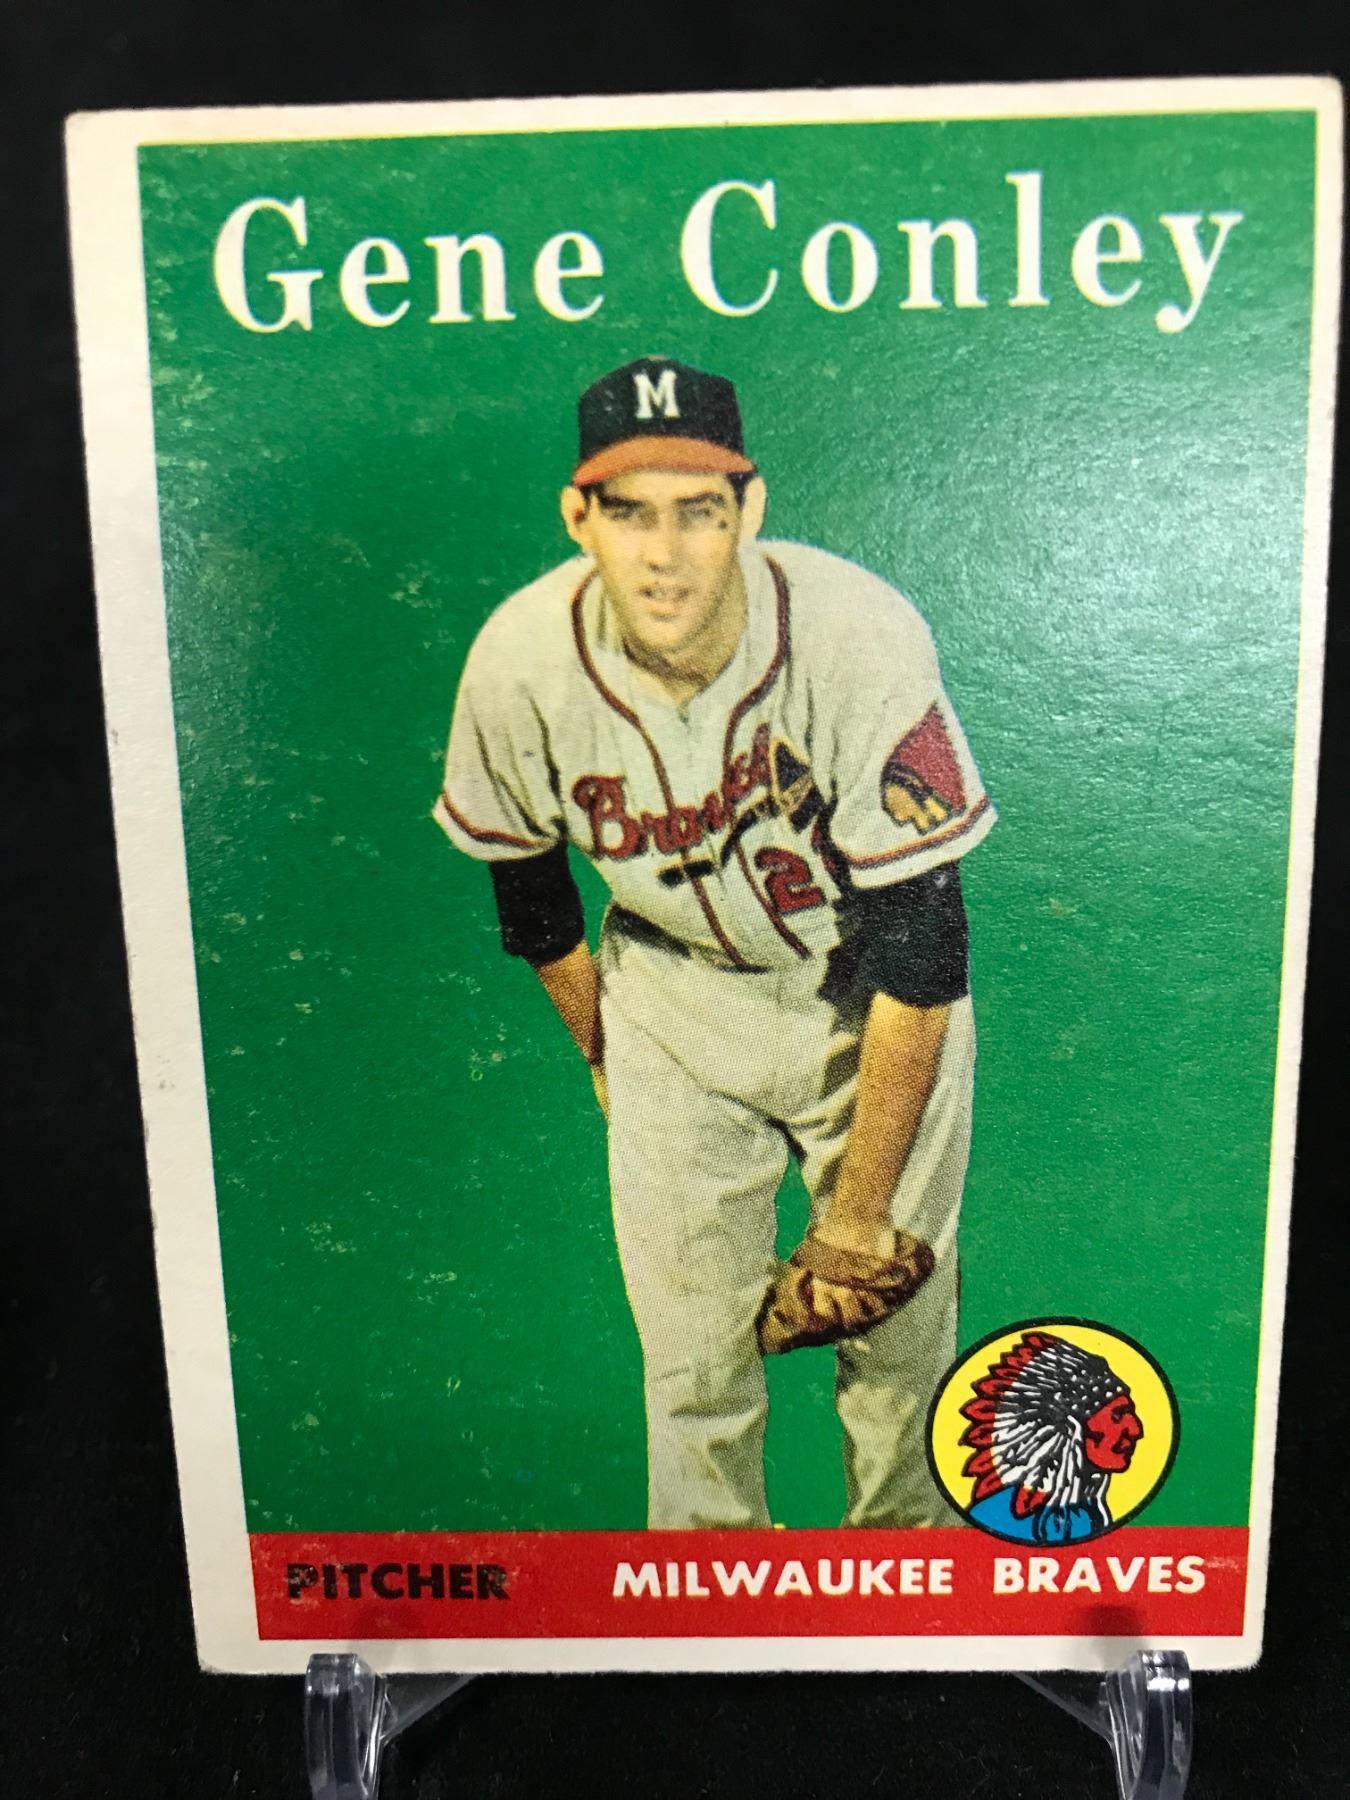 Gene Conley
M
Braves
2
PITCHER MILWAUKEE BRAVES